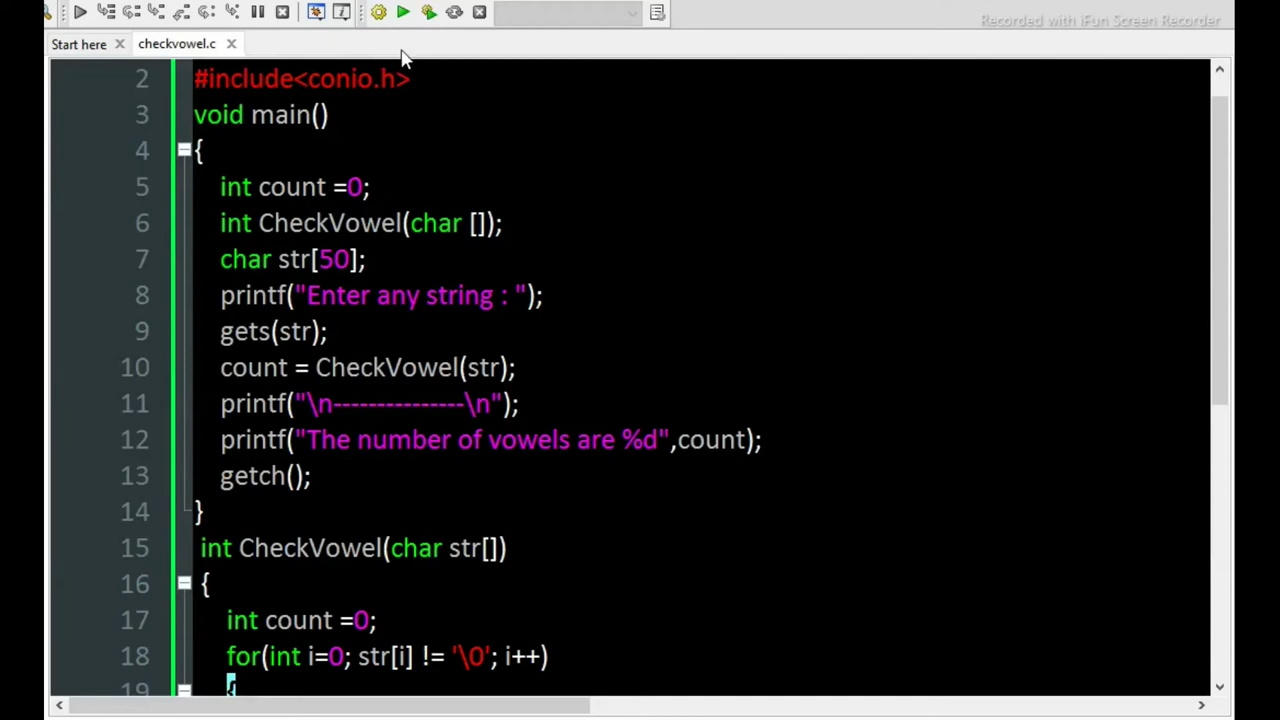 Recorded with iFun Screen Recorder
Start here
checkvowel.c
2 #include<conio.h>
3 void main()
4 {
5 int count =0;
6 int CheckVowel(char []);
7 char str[50];
8 printf("Enter any string : ");
9 gets(str);
10 count = CheckVowel(str);
11 printf("\n---------------\n");
12 printf("The number of vowels are %d",count);
13 getch();
14 }
15 int CheckVowel(char str[])
16 {
17 int count =0;
18 for(int i=0; str[i] != '\0'; i++)
19 {